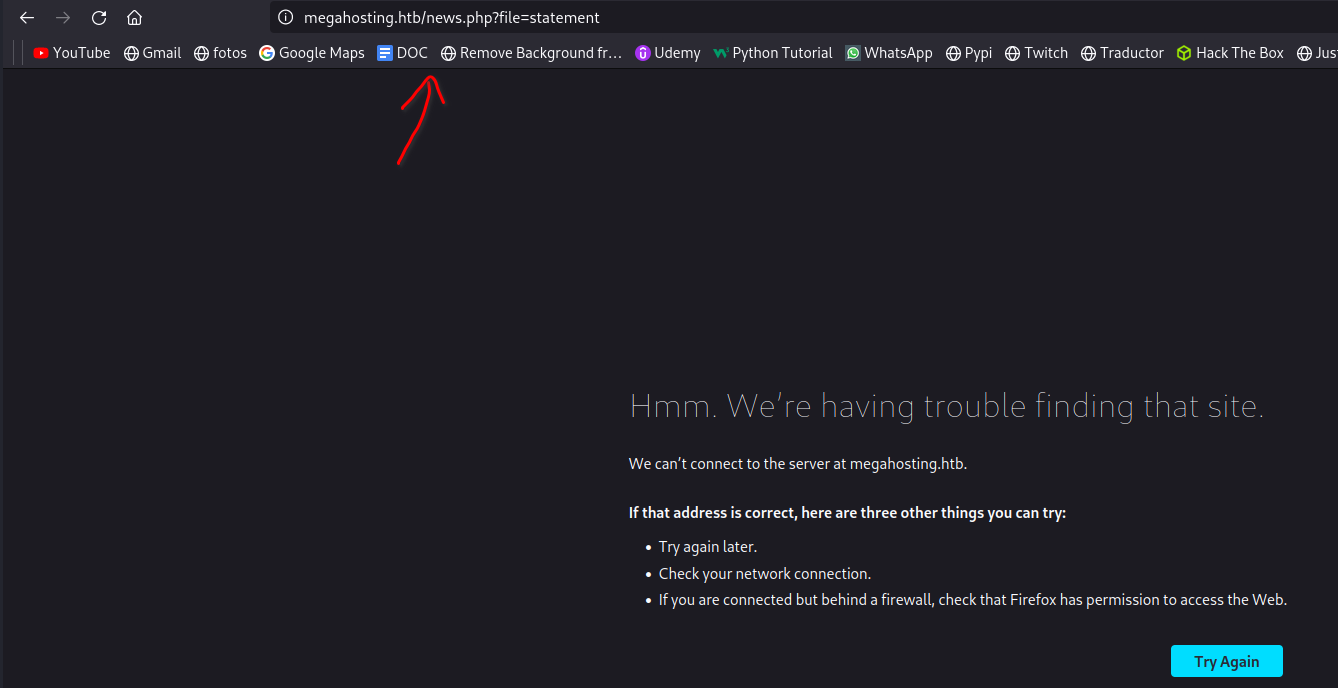 megahosting.htb/news.php?file=statement
YouTube Gmail fotos Google Maps DOC Remove Background fr… Udemy Python Tutorial WhatsApp Pypi Twitch Traductor Hack The Box Jus
Hmm. We're having trouble finding that site.
We can't connect to the server at megahosting.htb.
If that address is correct, here are three other things you can try:
• Try again later.
• Check your network connection.
• If you are connected but behind a firewall, check that Firefox has permission to access the Web.
Try Again